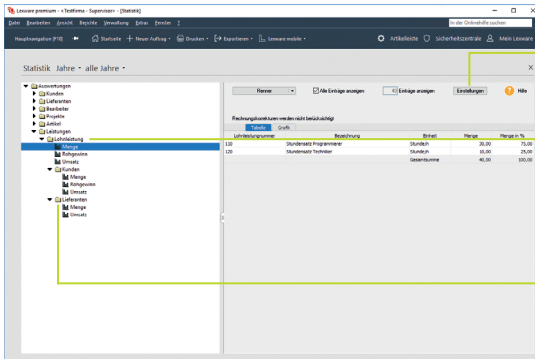 Lexware premium - <Testfirma - Supervisor> - [Statistik]
Datei Bearbeiten Ansicht Berichte Verwaltung Extras Fenster ?
In der Onlinehilfe suchen
Hauptnavigation [F10] Startseite + Neuer Auftrag Drucken Exportieren Lexware mobile Artikelleiste Sicherheitszentrale Mein Lexware
Statistik Jahre alle Jahre
Auswertungen
Kunden
Lieferanten
Bearbeiter
Projekte
Artikel
Leistungen
Lohnleistung
Menge
Rohgewinn
Umsatz
Kunden
Menge
Rohgewinn
Umsatz
Lieferanten
Menge
Umsatz
Renner Alle Einträge anzeigen Einträge anzeigen Einstellungen ? Hilfe
Rechnungskorrekturen werden nicht berücksichtigt
Tabelle Grafik
Lohnleistungsnummer Bezeichnung Einheit Menge Menge in %
110 Stundensatz Programmierer Stunde/n 30,00 75,00
120 Stundensatz Techniker Stunde/n 10,00 25,00
Gesamtsumme 40,00 100,00